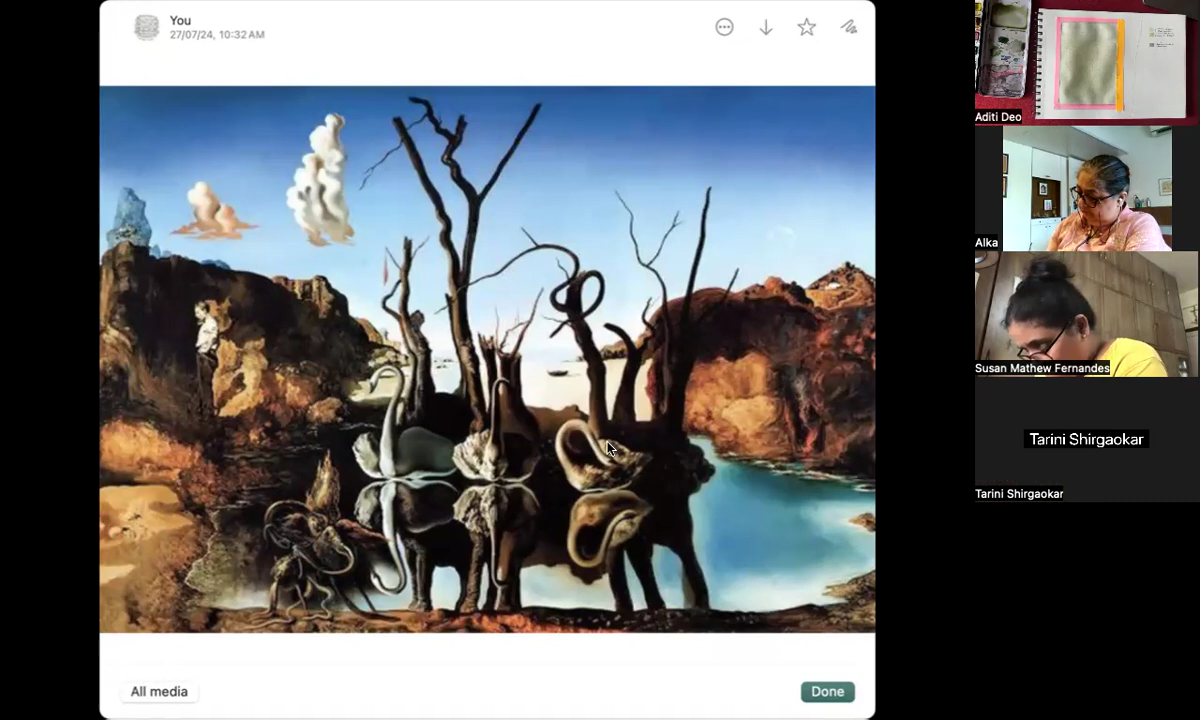 You
27/07/24, 10:32 AM
Aditi Deo
Alka
Susan Mathew Fernandes
Tarini Shirgaokar
Tarini Shirgaokar
All media
Done